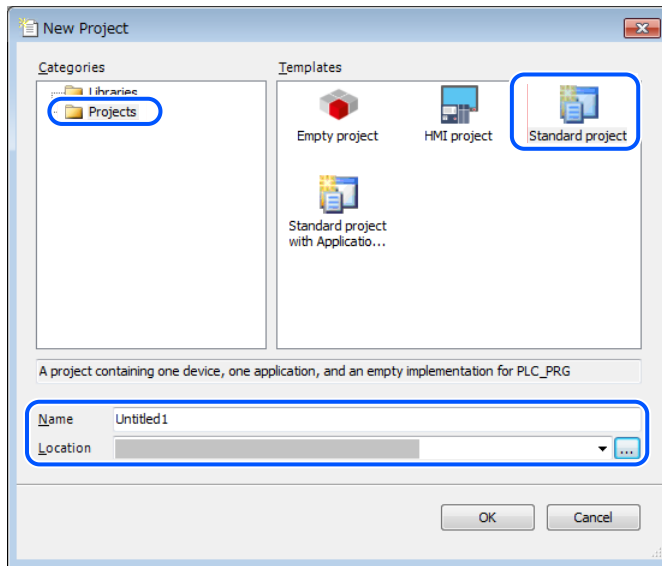 New Project
Categories
Templates
Libraries
Projects
Empty project
HMI project
Standard project
Standard project
with Applicatio...
A project containing one device, one application, and an empty implementation for PLC_PRG
Name
Untitled1
Location
...
OK
Cancel